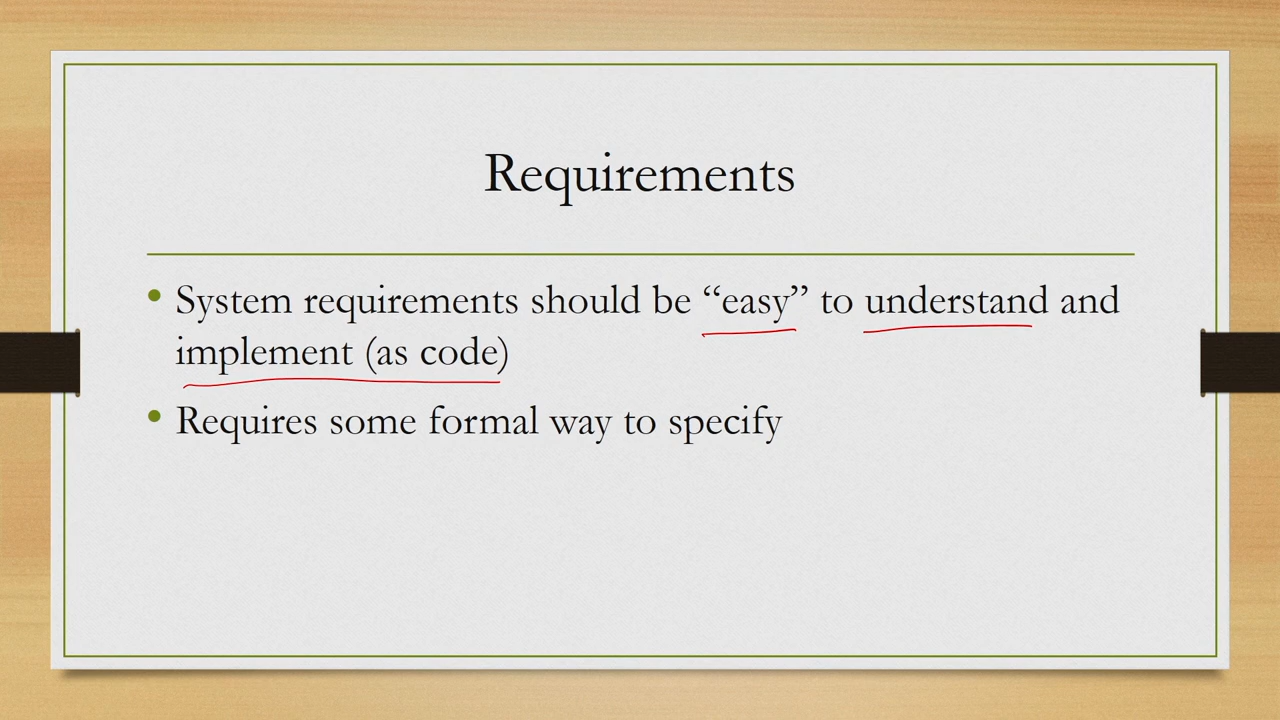 Requirements
• System requirements should be “easy” to understand and
implement (as code)
• Requires some formal way to specify